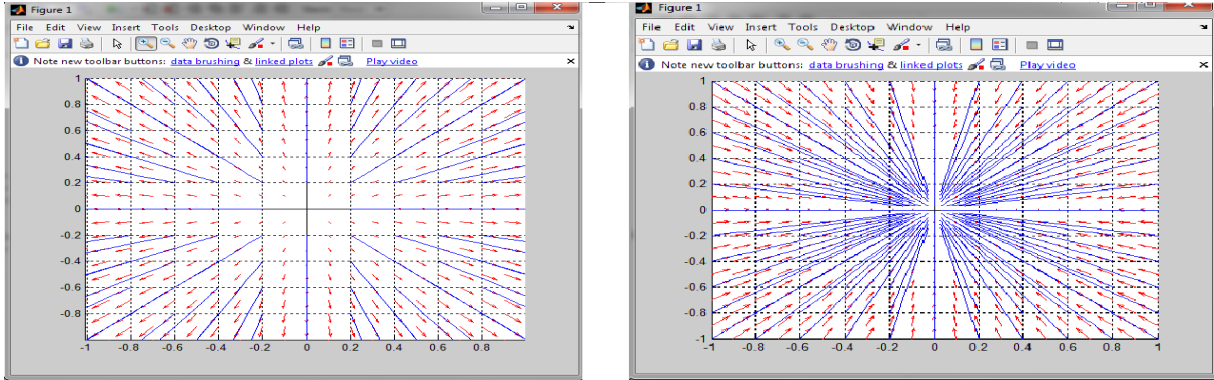 Figure 1
File Edit View Insert Tools Desktop Window Help
Note new toolbar buttons: data brushing & linked plots Play video
1
0.8
0.6
0.4
0.2
0
-0.2
-0.4
-0.6
-0.8
-1 -0.8 -0.6 -0.4 -0.2 0 0.2 0.4 0.6 0.8
Figure 1
File Edit View Insert Tools Desktop Window Help
Note new toolbar buttons: data brushing & linked plots Play video
1
0.8
0.6
0.4
0.2
0
-0.2
-0.4
-0.6
-0.8
-1
-1 -0.8 -0.6 -0.4 -0.2 0 0.2 0.4 0.6 0.8 1